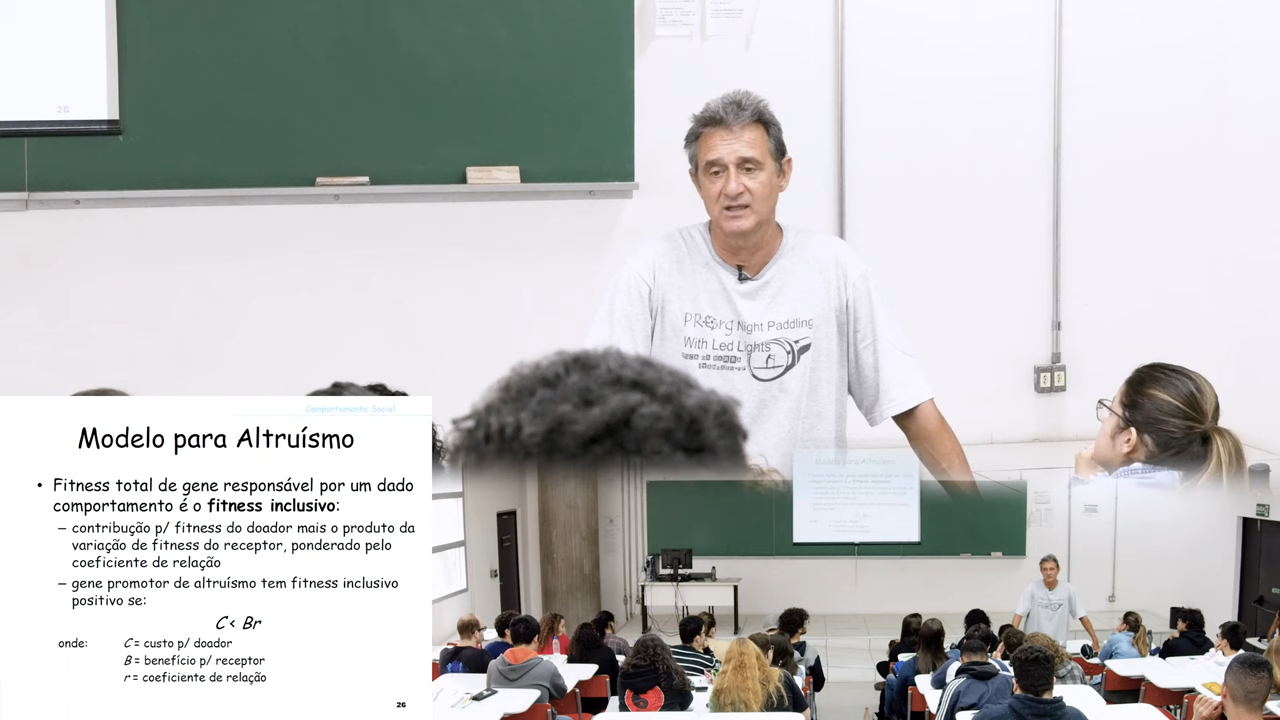 26
PROrg Night Paddling
With Led Lights
Comportamento Social
Modelo para Altruísmo
• Fitness total de gene responsável por um dado
comportamento é o fitness inclusivo:
– contribução p/ fitness do doador mais o produto da
variação de fitness do receptor, ponderado pelo
coeficiente de relação
– gene promotor de altruísmo tem fitness inclusivo
positivo se:
C< Br
onde: C = custo p/ doador
B = benefício p/ receptor
r = coeficiente de relação
26
Modelo para Altruísmo